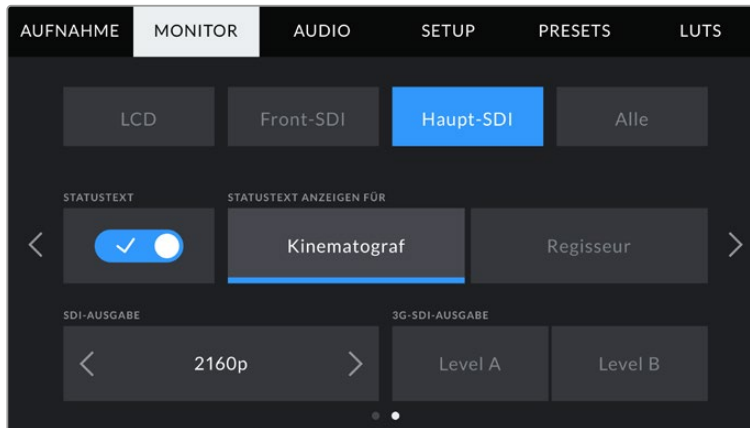 AUFNAHME MONITOR AUDIO SETUP PRESETS LUTS
LCD Front-SDI Haupt-SDI Alle
STATUSTEXT STATUSTEXT ANZEIGEN FÜR
Kinematograf Regisseur
SDI-AUSGABE 3G-SDI-AUSGABE
2160p Level A Level B